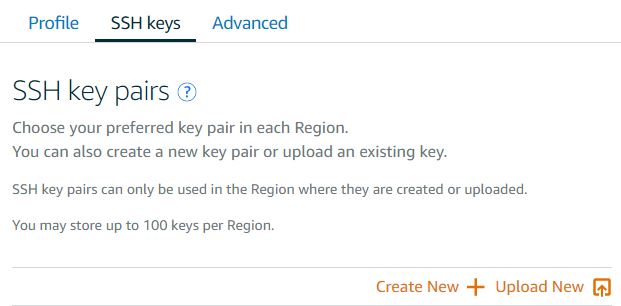 Profile SSH keys Advanced
SSH key pairs ?
Choose your preferred key pair in each Region.
You can also create a new key pair or upload an existing key.
SSH key pairs can only be used in the Region where they are created or uploaded.
You may store up to 100 keys per Region.
Create New + Upload New